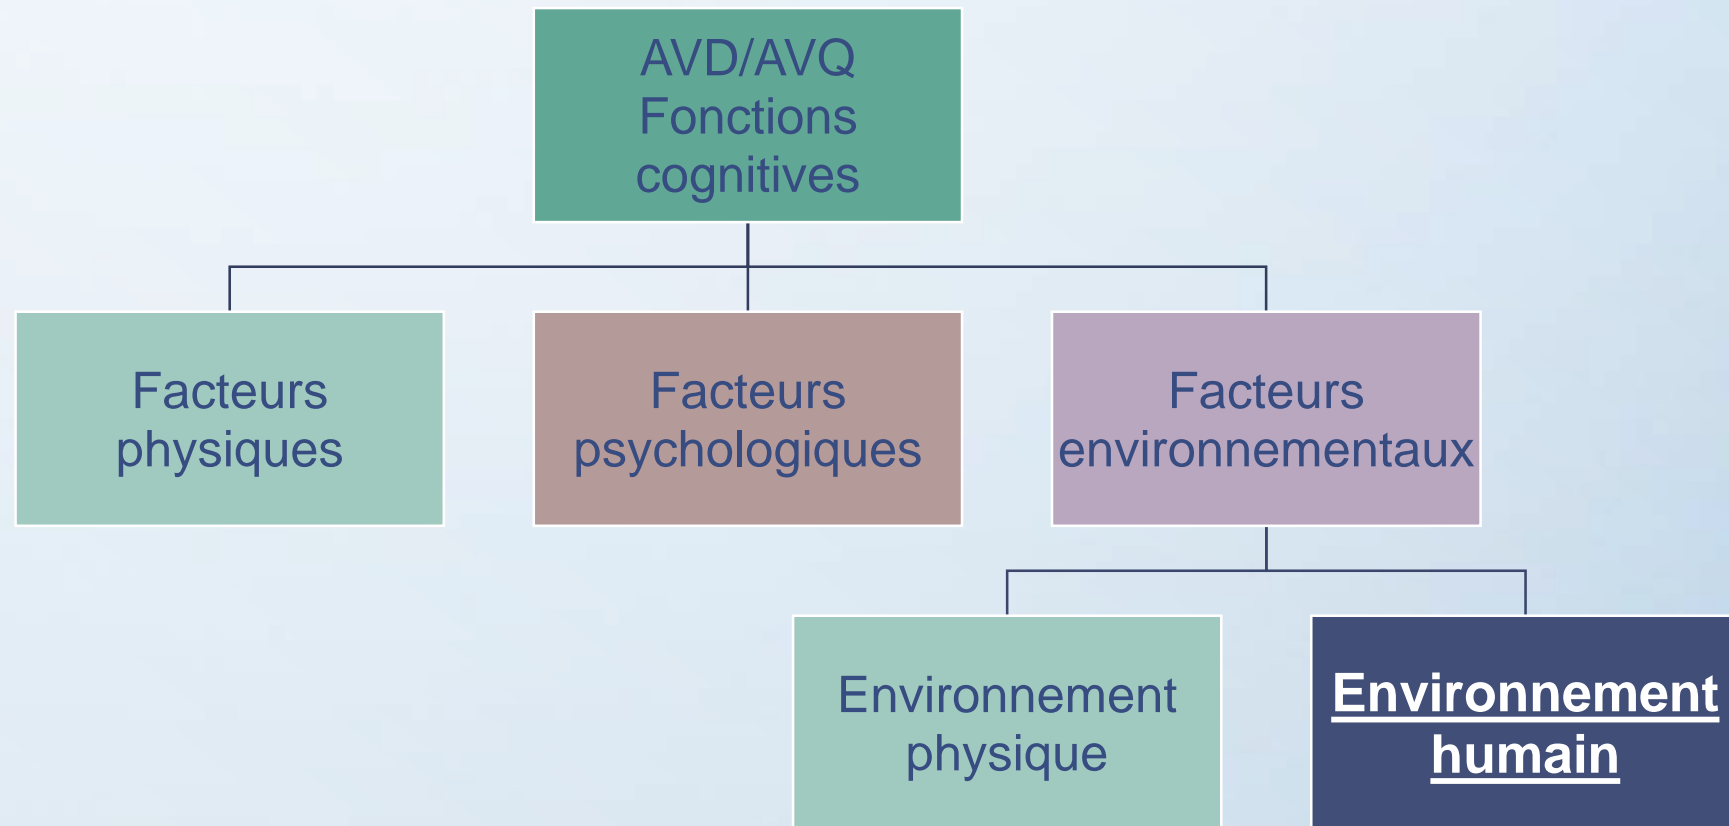 AVD/AVQ
Fonctions
cognitives
Facteurs
physiques
Facteurs
psychologiques
Facteurs
environnementaux
Environnement
physique
Environnement
humain